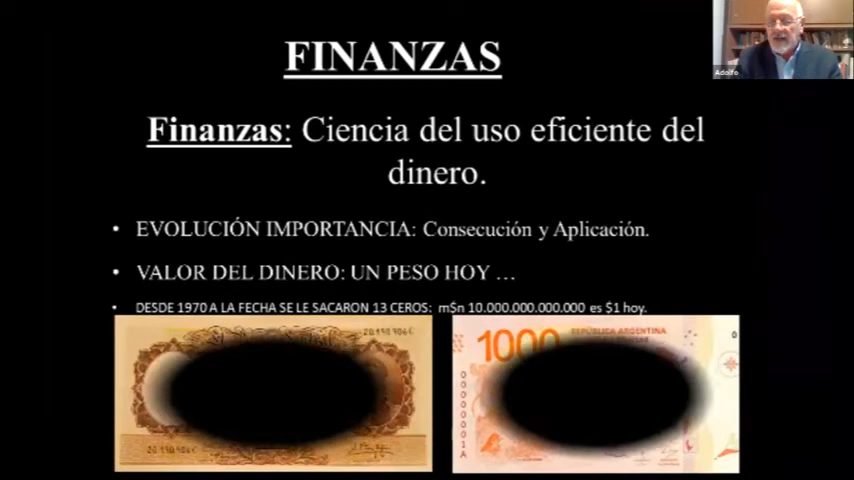 FINANZAS
Adolfo
Finanzas: Ciencia del uso eficiente del
dinero.
• EVOLUCIÓN IMPORTANCIA: Consecución y Aplicación.
• VALOR DEL DINERO: UN PESO HOY …
• DESDE 1970 A LA FECHA SE LE SACARON 13 CEROS: m$n 10.000.000.000.000 es $1 hoy.
1000
REPÚBLICA ARGENTINA
00000001A